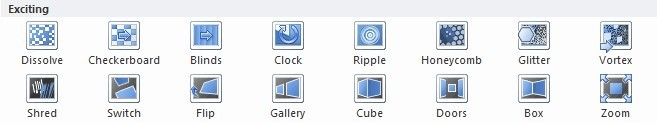 Exciting
Dissolve Checkerboard Blinds Clock Ripple Honeycomb Glitter Vortex
Shred Switch Flip Gallery Cube Doors Box Zoom